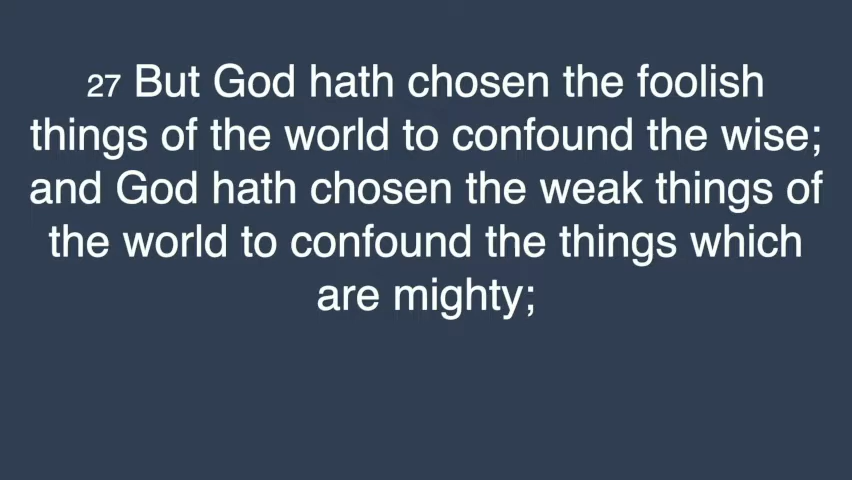 27 But God hath chosen the foolish
things of the world to confound the wise;
and God hath chosen the weak things of
the world to confound the things which
are mighty;